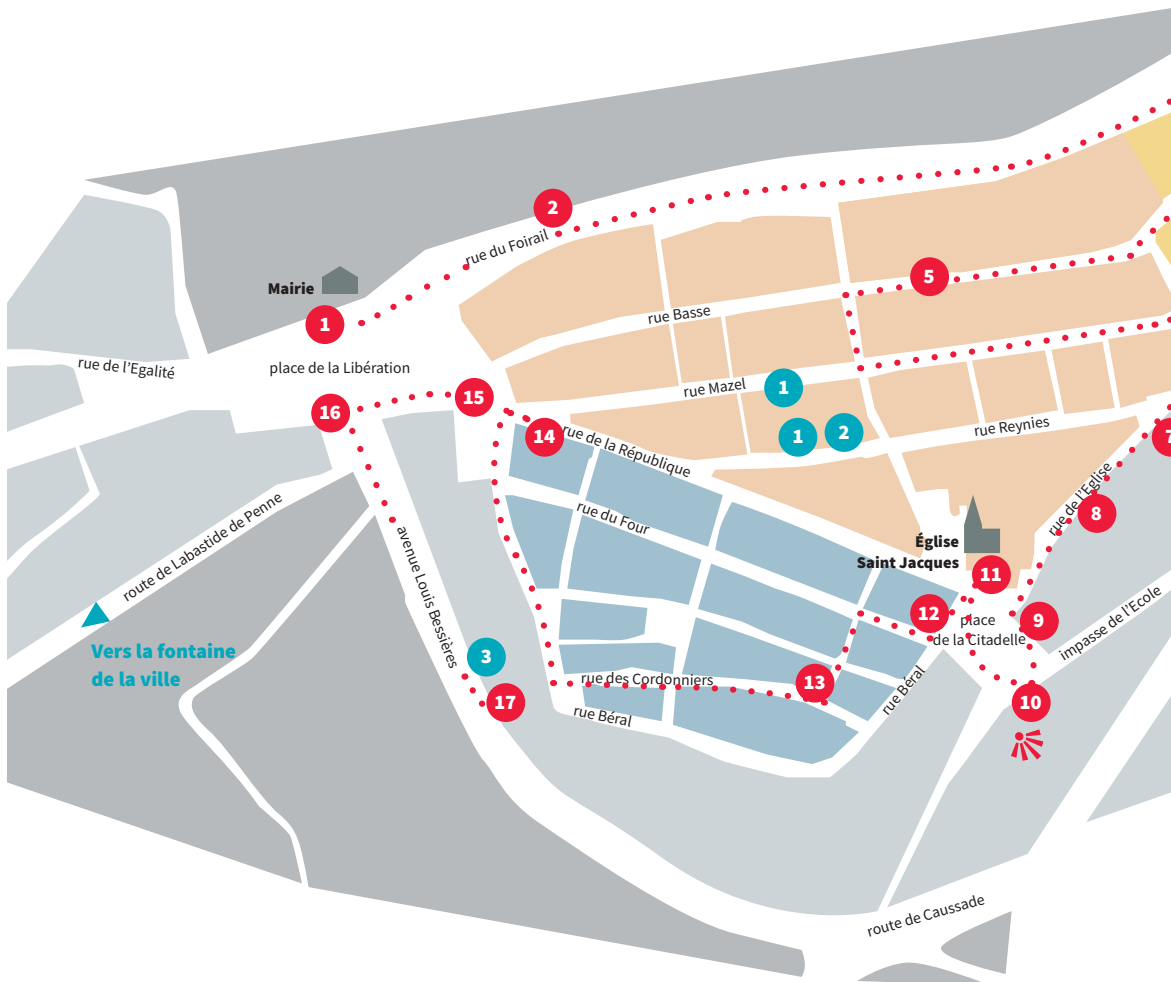 2
rue du Foirail
5
Mairie
1
rue Basse
rue de l'Egalité
place de la Libération
rue Mazel
1
16
15
14
1
2
rue Reynies
7
rue de la République
rue de l'Eglise
8
route de Labastide de Penne
rue du Four
avenue Louis Bessières
Église
Saint Jacques
11
12
place
de la Citadelle
9
impasse de l'Ecole
Vers la fontaine
de la ville
3
17
rue des Cordonniers
13
rue Béral
rue Béral
10
route de Caussade